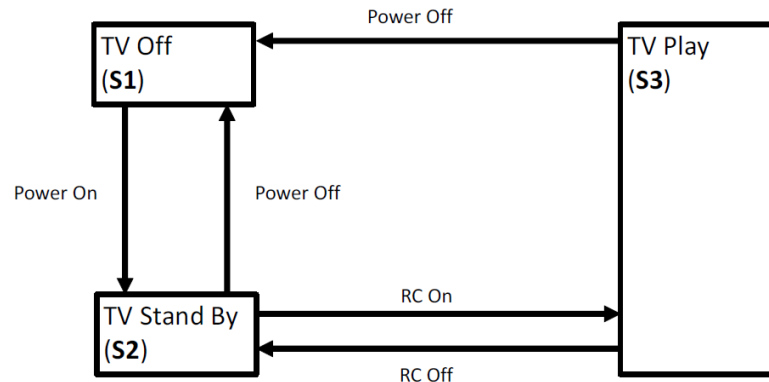 Power Off
TV Off
(S1)
TV Play
(S3)
Power On
Power Off
TV Stand By
(S2)
RC On
RC Off